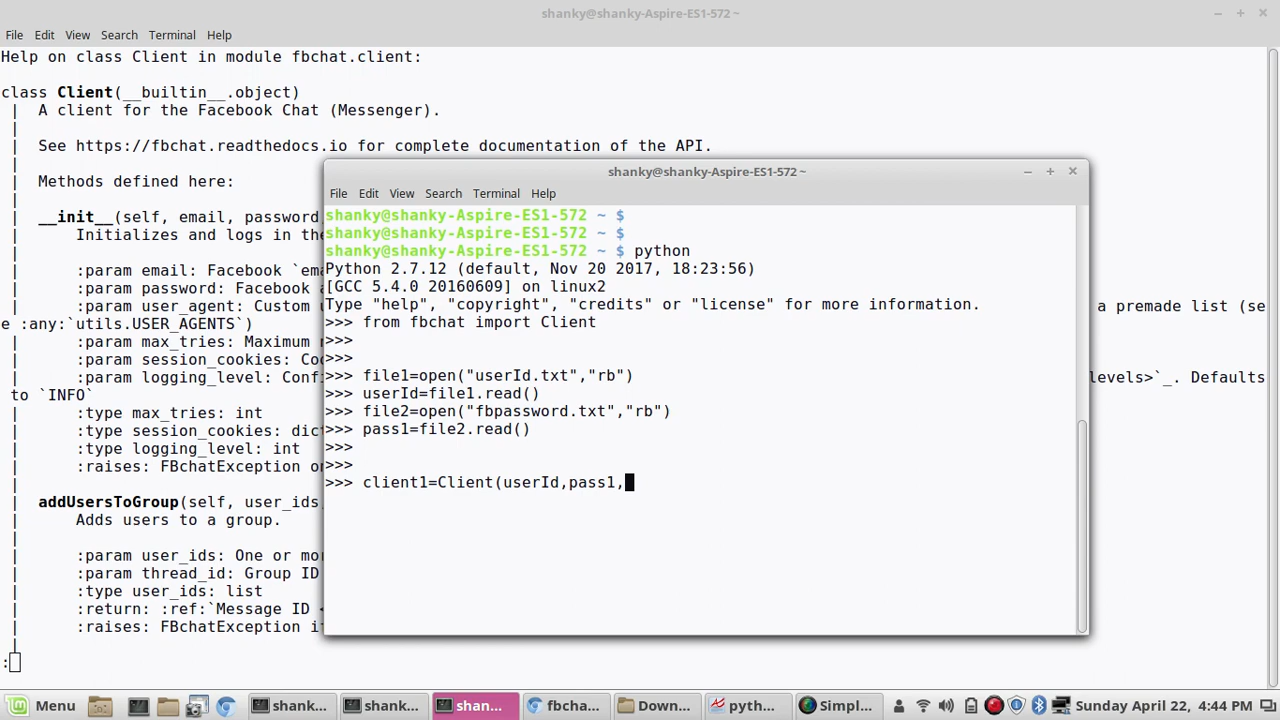 shanky@shanky-Aspire-ES1-572 ~
File Edit View Search Terminal Help
Help on class Client in module fbchat.client:
class Client(__builtin__.object)
| A client for the Facebook Chat (Messenger).
|
| See https://fbchat.readthedocs.io for complete documentation of the API.
|
| Methods defined here:
|
| __init__(self, email, password,
| Initializes and logs in the
|
| :param email: Facebook `ema
| :param password: Facebook a
| :param user_agent: Custom u a premade list (se
e :any:`utils.USER_AGENTS`)
| :param max_tries: Maximum
| :param session_cookies: Coo
| :param logging_level: Confi levels>`_. Defaults
to `INFO`
| :type max_tries: int
| :type session_cookies: dict
| :type logging_level: int
| :raises: FBchatException on
|
| addUsersToGroup(self, user_ids,
| Adds users to a group.
|
| :param user_ids: One or mor
| :param thread_id: Group ID
| :type user_ids: list
| :return: :ref:`Message ID <
| :raises: FBchatException if
|
:
shanky@shanky-Aspire-ES1-572 ~
File Edit View Search Terminal Help
shanky@shanky-Aspire-ES1-572 ~ $
shanky@shanky-Aspire-ES1-572 ~ $
shanky@shanky-Aspire-ES1-572 ~ $ python
Python 2.7.12 (default, Nov 20 2017, 18:23:56)
[GCC 5.4.0 20160609] on linux2
Type "help", "copyright", "credits" or "license" for more information.
>>> from fbchat import Client
>>>
>>>
>>> file1=open("userId.txt","rb")
>>> userId=file1.read()
>>> file2=open("fbpassword.txt","rb")
>>> pass1=file2.read()
>>>
>>>
>>> client1=Client(userId,pass1,
Menu shank... shank... shan... fbcha... Down... pytho... Simpl... Sunday April 22, 4:44 PM